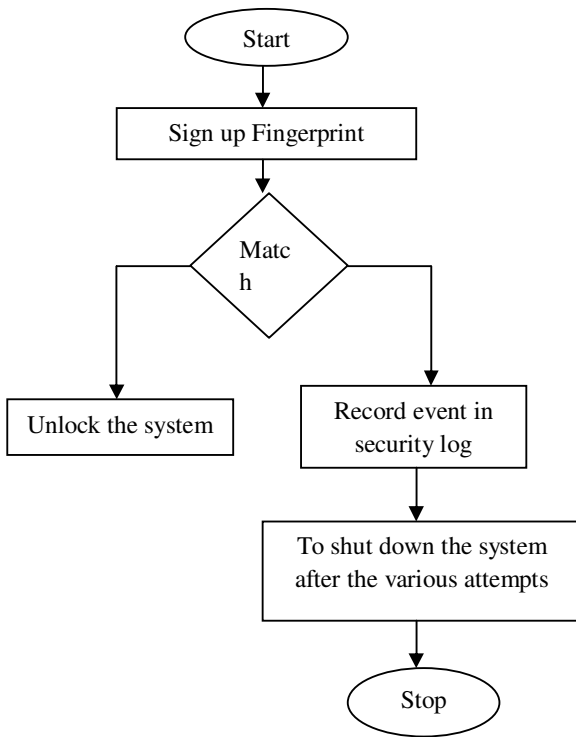 Start
Sign up Fingerprint
Matc
h
Unlock the system
Record event in
security log
To shut down the system
after the various attempts
Stop